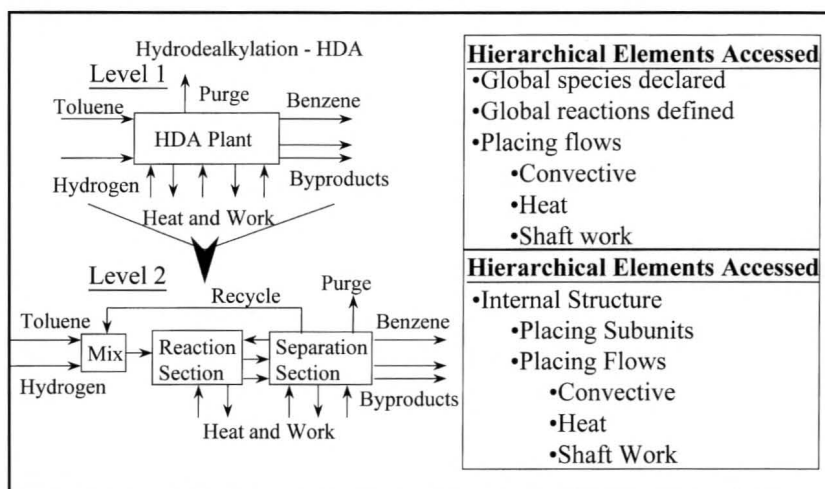 Hydrodealkylation - HDA
Level 1
Purge
Toluene
Benzene
HDA Plant
Hydrogen
Byproducts
Heat and Work
Level 2
Recycle
Purge
Toluene
Benzene
Mix
Reaction
Section
Separation
Section
Hydrogen
Byproducts
Heat and Work
Hierarchical Elements Accessed
•Global species declared
•Global reactions defined
•Placing flows
•Convective
•Heat
•Shaft work
Hierarchical Elements Accessed
•Internal Structure
•Placing Subunits
•Placing Flows
•Convective
•Heat
•Shaft Work